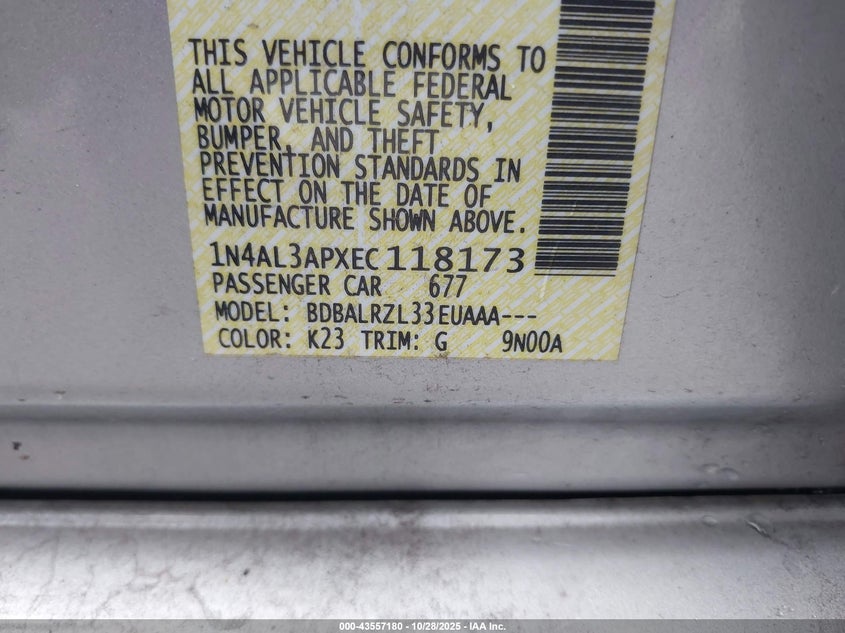 THIS VEHICLE CONFORMS TO
ALL APPLICABLE FEDERAL
MOTOR VEHICLE SAFETY,
BUMPER, AND THEFT
PREVENTION STANDARDS IN
EFFECT ON THE DATE OF
MANUFACTURE SHOWN ABOVE.
1N4AL3APXEC118173
PASSENGER CAR 677
MODEL: BDBALRZL33EUAAA---
COLOR: K23 TRIM: G 9N00A
000-43557180 - 10/28/2025 - IAA Inc.